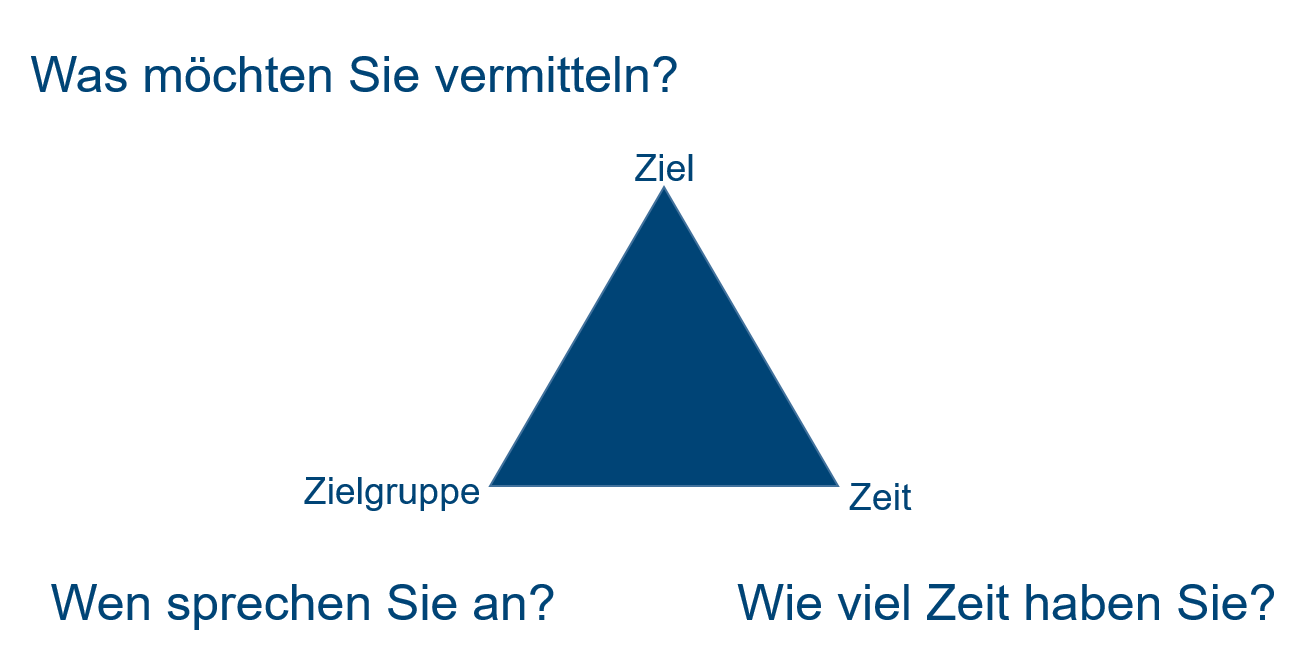 Was möchten Sie vermitteln?
Ziel
Zielgruppe
Zeit
Wen sprechen Sie an?
Wie viel Zeit haben Sie?